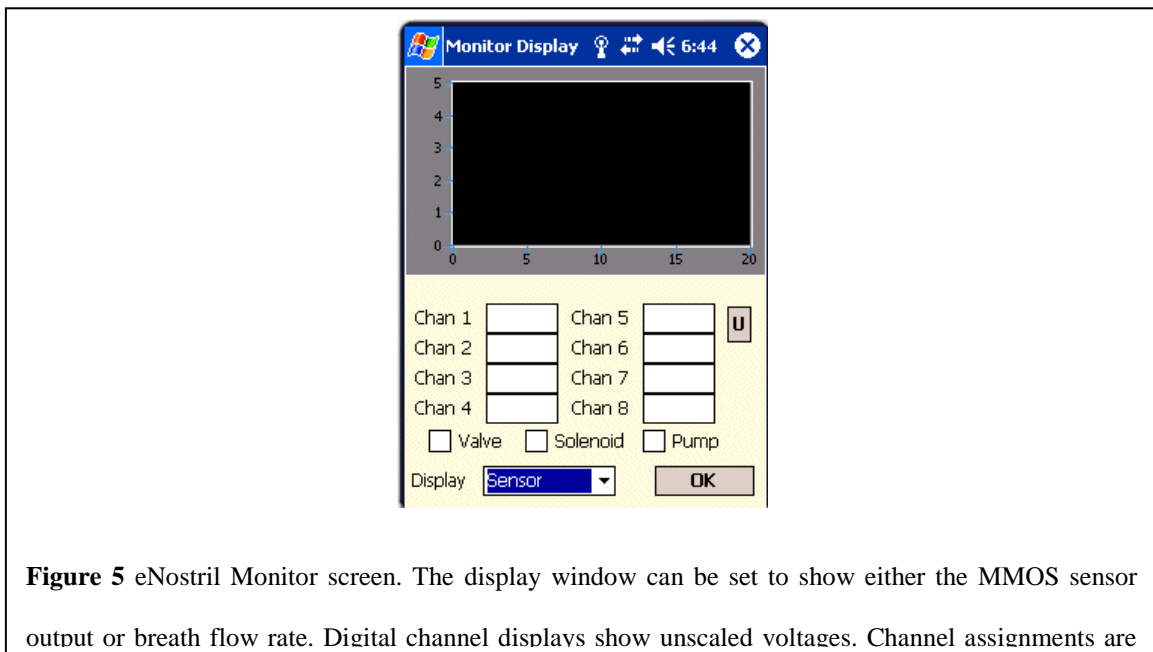 Monitor Display 6:44
5
4
3
2
1
0
0 5 10 15 20
Chan 1 Chan 5 U
Chan 2 Chan 6
Chan 3 Chan 7
Chan 4 Chan 8
Valve Solenoid Pump
Display Sensor OK
Figure 5 eNostril Monitor screen. The display window can be set to show either the MMOS sensor
output or breath flow rate. Digital channel displays show unscaled voltages. Channel assignments are